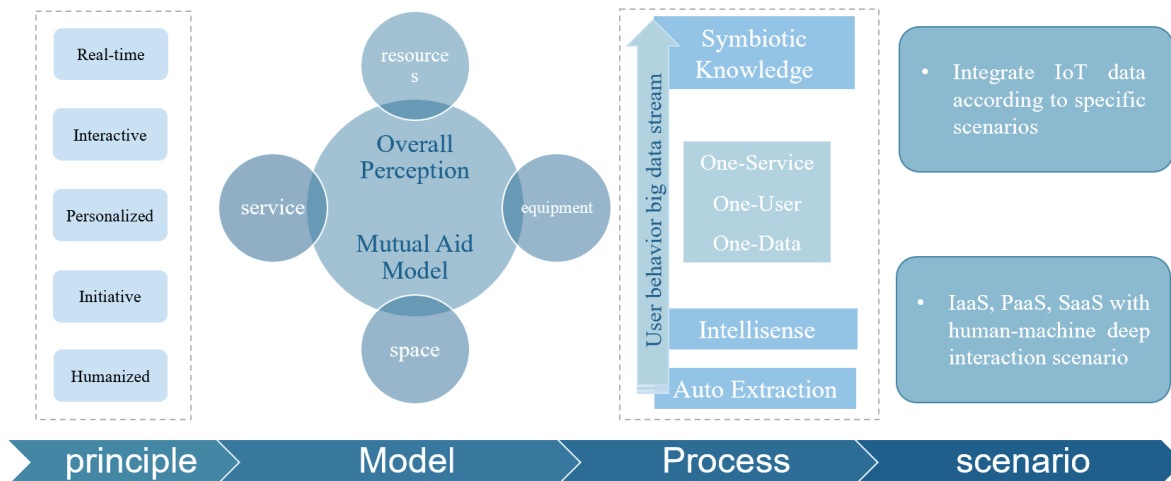 Real-time
Interactive
Personalized
Initiative
Humanized
resource
s
service
Overall
Perception
Mutual Aid
Model
equipment
space
User behavior big data stream
Symbiotic
Knowledge
One-Service
One-User
One-Data
Intellisense
Auto Extraction
• Integrate IoT data
according to specific
scenarios
• IaaS, PaaS, SaaS with
human-machine deep
interaction scenario
principle
Model
Process
scenario